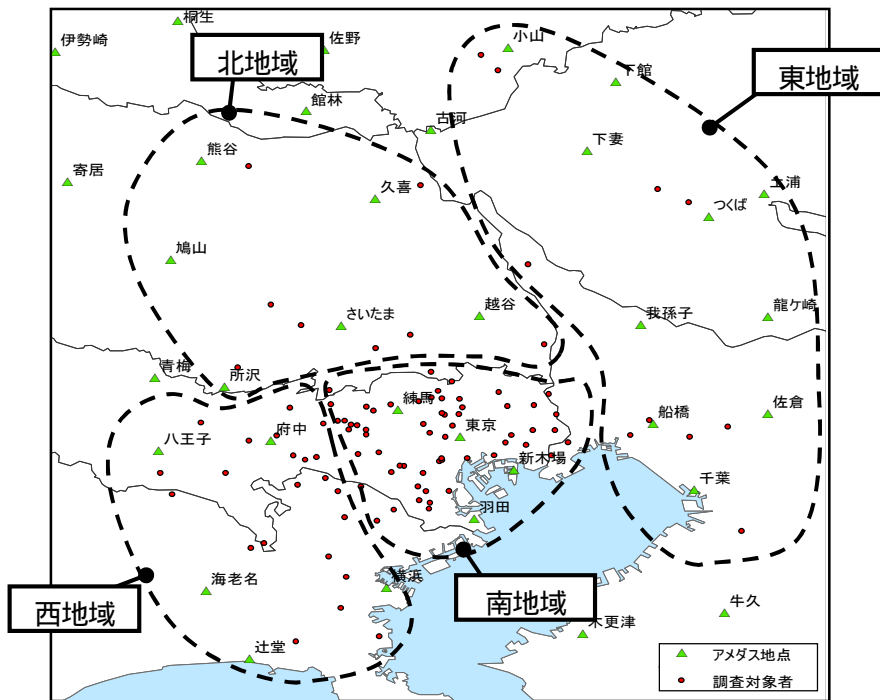 桐生
伊勢崎
佐野
小山
北地域
東地域
下館
館林
古河
熊谷
下妻
寄居
久喜
土浦
つくば
鳩山
さいたま
越谷
我孫子
龍ケ崎
青梅
所沢
練馬
船橋
佐倉
八王子
府中
東京
新木場
千葉
羽田
海老名
横浜
西地域
南地域
牛久
木更津
辻堂
アメダス地点
調査対象者